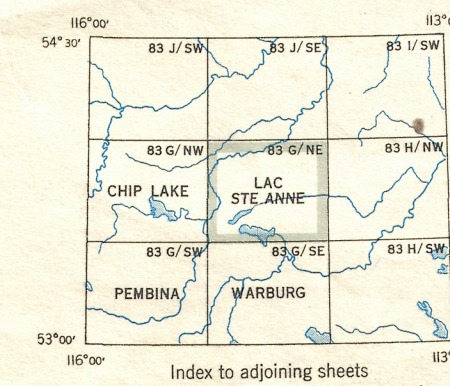 116°00' 113°
54°30' 83 J/SW 83 J/SE 83 I/SW
83 G/NW 83 G/NE 83 H/NW
CHIP LAKE LAC
STE. ANNE
83 G/SW 83 G/SE 83 H/SW
PEMBINA WARBURG
53°00'
116°00' 113°
Index to adjoining sheets